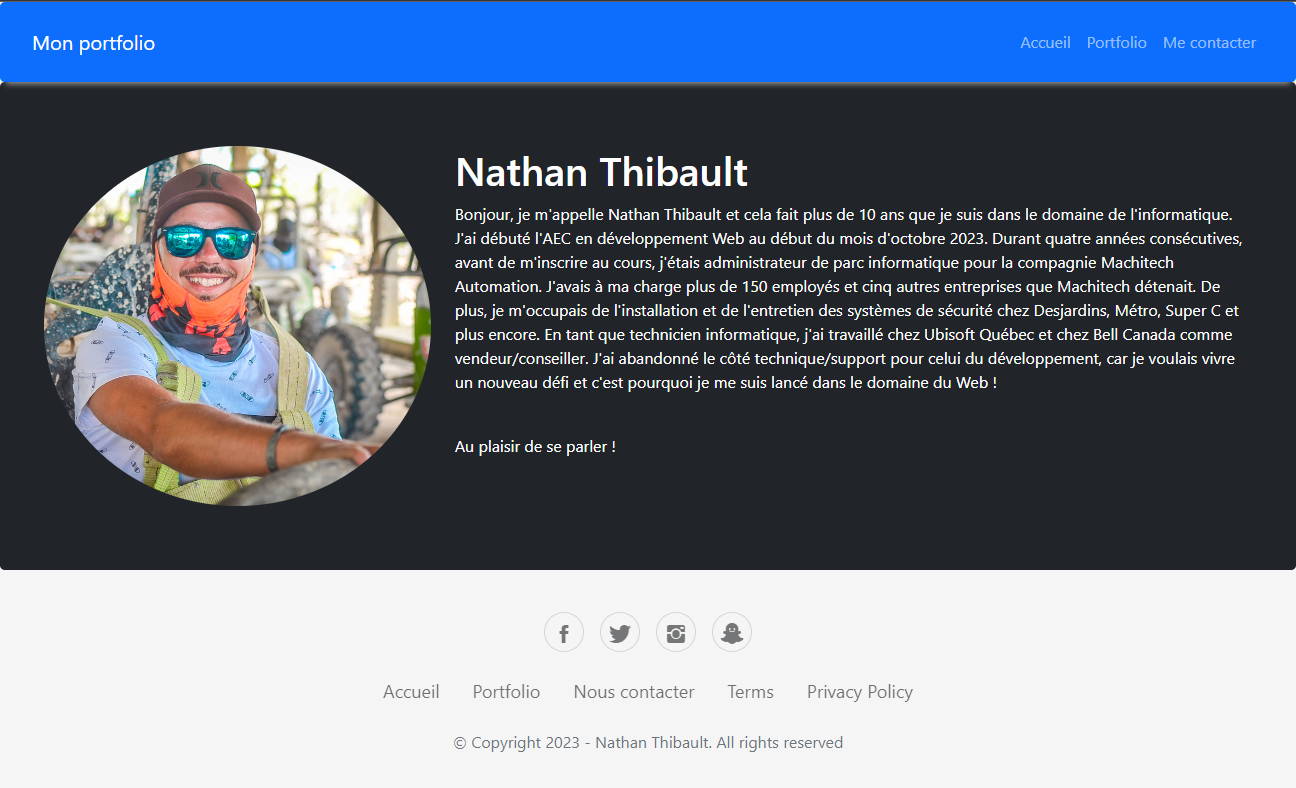 Mon portfolio
Accueil Portfolio Me contacter
Nathan Thibault
Bonjour, je m'appelle Nathan Thibault et cela fait plus de 10 ans que je suis dans le domaine de l'informatique.
J'ai débuté l'AEC en développement Web au début du mois d'octobre 2023. Durant quatre années consécutives,
avant de m'inscrire au cours, j'étais administrateur de parc informatique pour la compagnie Machitech
Automation. J'avais à ma charge plus de 150 employés et cinq autres entreprises que Machitech détenait. De
plus, je m'occupais de l'installation et de l'entretien des systèmes de sécurité chez Desjardins, Métro, Super C et
plus encore. En tant que technicien informatique, j'ai travaillé chez Ubisoft Québec et chez Bell Canada comme
vendeur/conseiller. J'ai abandonné le côté technique/support pour celui du développement, car je voulais vivre
un nouveau défi et c'est pourquoi je me suis lancé dans le domaine du Web !
Au plaisir de se parler !
Accueil Portfolio Nous contacter Terms Privacy Policy
© Copyright 2023 - Nathan Thibault. All rights reserved